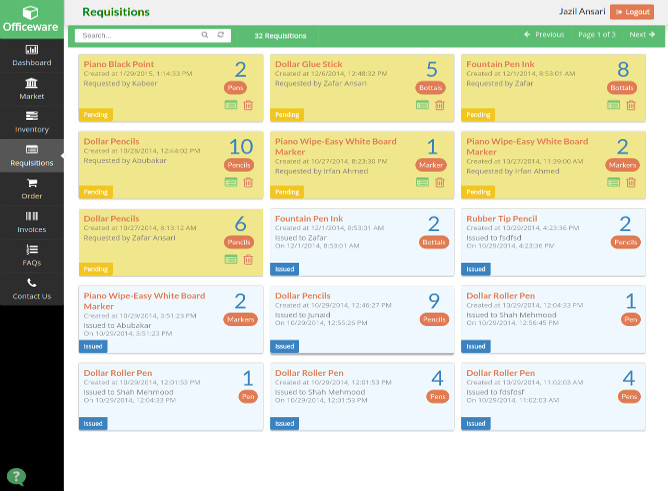 Officeware
Requisitions
Jazil Ansari
Logout
Search...
32 Requisitions
Previous
Page 1 of 3
Next
Dashboard
Market
Inventory
Requisitions
Order
Invoices
FAQs
Contact Us
Piano Black Point
Created at 1/29/2015, 1:14:33 PM
Requested by Kabeer
2
Pens
Pending
Dollar Glue Stick
Created at 12/6/2014, 12:48:32 PM
Requested by Zafar Ansari
5
Bottals
Pending
Fountain Pen Ink
Created at 12/1/2014, 8:53:01 AM
Requested by Zafar
8
Bottals
Pending
Dollar Pencils
Created at 10/28/2014, 12:44:02 PM
Requested by Abubakar
10
Pencils
Pending
Piano Wipe-Easy White Board
Marker
Created at 10/27/2014, 8:23:30 PM
Requested by Irfan Ahmed
1
Marker
Pending
Piano Wipe-Easy White Board
Marker
Created at 10/27/2014, 11:39:00 AM
Requested by Irfan Ahmed
2
Markers
Pending
Dollar Pencils
Created at 10/27/2014, 8:13:12 AM
Requested by Zafar Ansari
6
Pencils
Pending
Fountain Pen Ink
Created at 12/1/2014, 8:53:01 AM
Issued to Zafar
On 12/1/2014, 8:53:01 AM
2
Bottals
Issued
Rubber Tip Pencil
Created at 10/29/2014, 4:23:36 PM
Issued to fsdfsd
On 10/29/2014, 4:23:36 PM
2
Pencils
Issued
Piano Wipe-Easy White Board
Marker
Created at 10/29/2014, 3:51:23 PM
Issued to Abubakar
On 10/29/2014, 3:51:23 PM
2
Markers
Issued
Dollar Pencils
Created at 10/29/2014, 12:46:27 PM
Issued to Junaid
On 10/29/2014, 12:55:26 PM
9
Pencils
Issued
Dollar Roller Pen
Created at 10/29/2014, 12:04:33 PM
Issued to Shah Mehmood
On 10/29/2014, 12:56:45 PM
1
Pen
Issued
Dollar Roller Pen
Created at 10/29/2014, 12:01:53 PM
Issued to Shah Mehmood
On 10/29/2014, 12:04:33 PM
1
Pen
Issued
Dollar Roller Pen
Created at 10/29/2014, 12:01:53 PM
Issued to Shah Mehmood
On 10/29/2014, 12:01:53 PM
4
Pens
Issued
Dollar Roller Pen
Created at 10/29/2014, 11:02:03 AM
Issued to fdsfdsf
On 10/29/2014, 11:02:03 AM
4
Pens
Issued
?